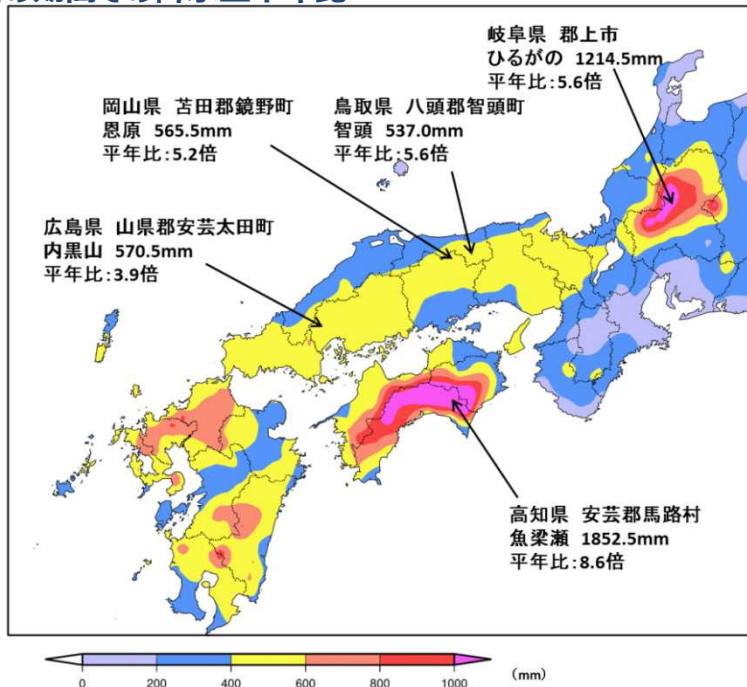 岐阜県 郡上市
ひるがの 1214.5mm
平年比:5.6倍
岡山県 苫田郡鏡野町
恩原 565.5mm
平年比:5.2倍
鳥取県 八頭郡智頭町
智頭 537.0mm
平年比:5.6倍
広島県 山県郡安芸太田町
内黒山 570.5mm
平年比:3.9倍
高知県 安芸郡馬路村
魚梁瀬 1852.5mm
平年比:8.6倍
0 200 400 600 800 1000 (mm)